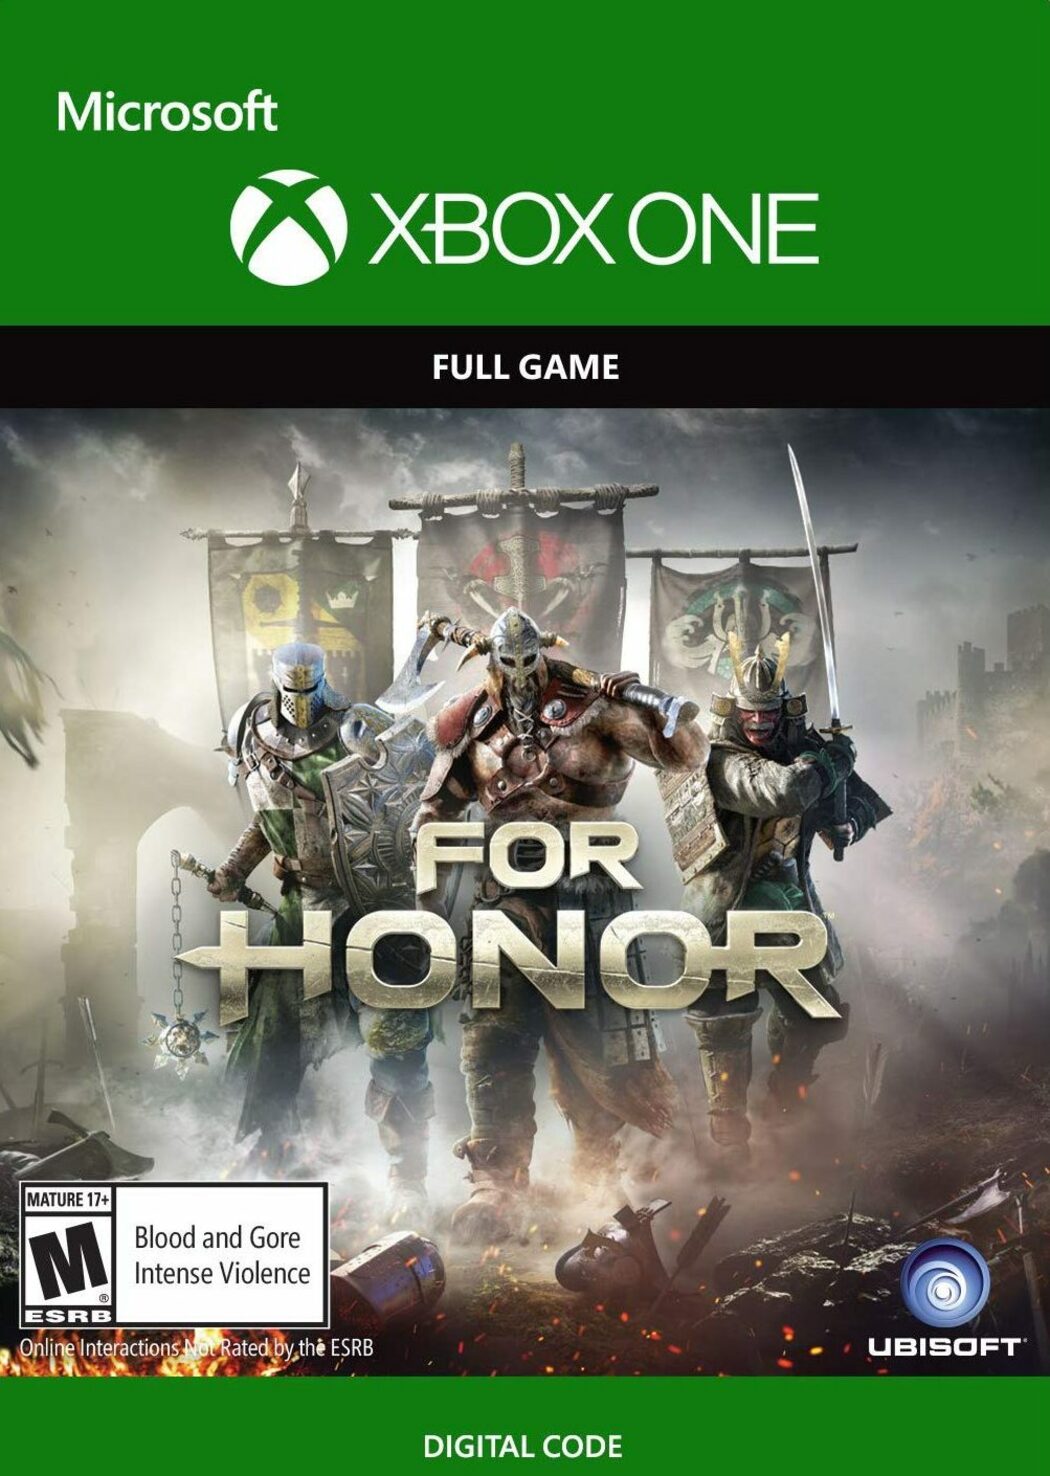 Microsoft
XBOX ONE
FULL GAME
FOR
HONOR™
MATURE 17+
M
®
ESRB
Blood and Gore
Intense Violence
Online Interactions Not Rated by the ESRB
UBISOFT®
DIGITAL CODE